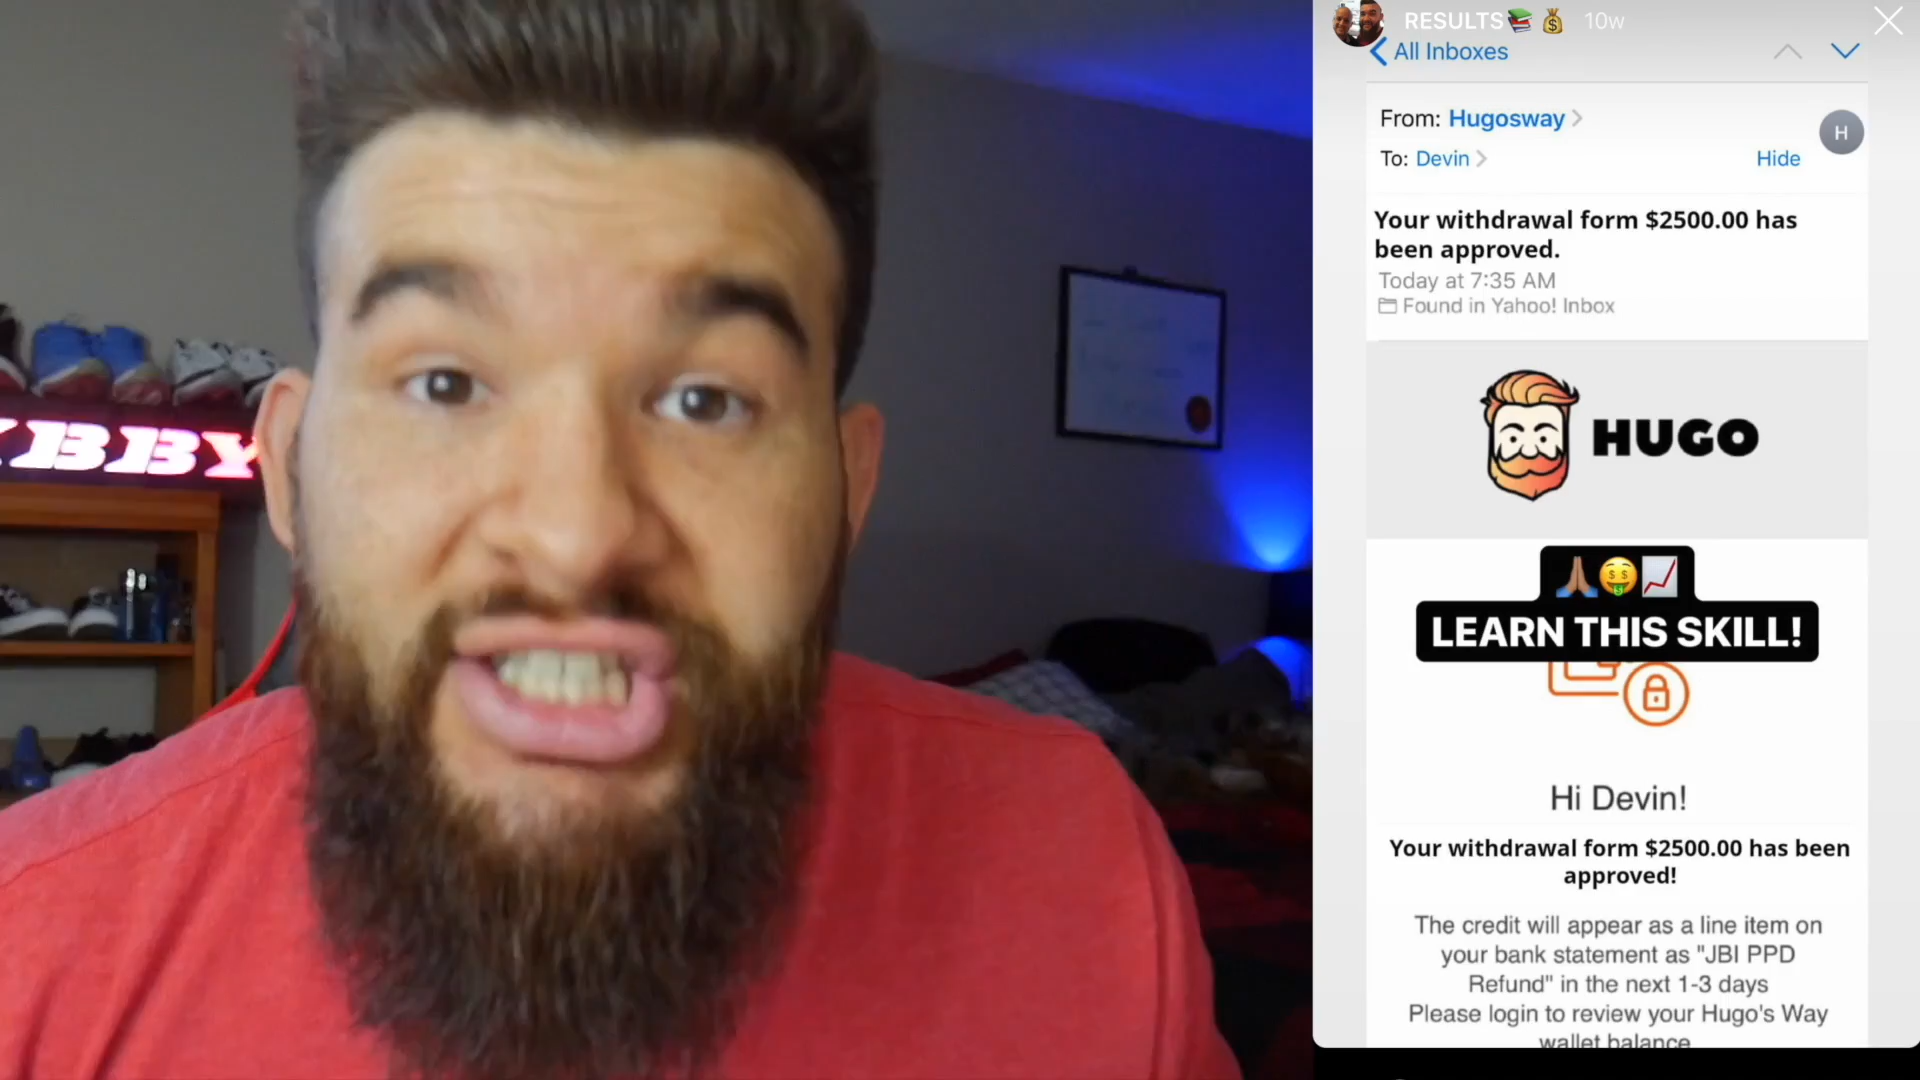 BBY
RESULTS📚💰 10w
All Inboxes
From: Hugosway
H
To: Devin
Hide
Your withdrawal form $2500.00 has
been approved.
Today at 7:35 AM
Found in Yahoo! Inbox
HUGO
🙏🏽🤑📈
LEARN THIS SKILL!
Hi Devin!
Your withdrawal form $2500.00 has been
approved!
The credit will appear as a line item on
your bank statement as "JBI PPD
Refund" in the next 1-3 days
Please login to review your Hugo's Way
wallet balance